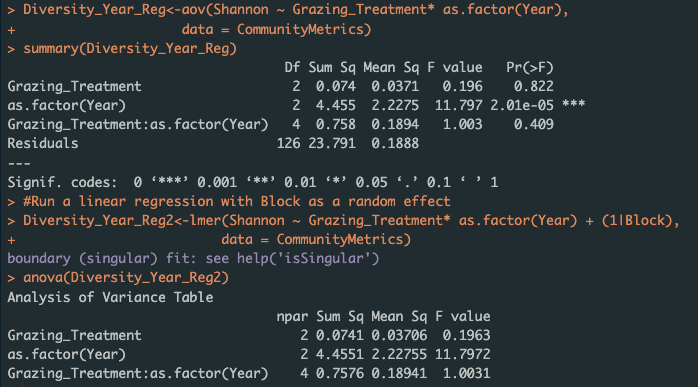 > Diversity_Year_Reg<-aov(Shannon ~ Grazing_Treatment* as.factor(Year),
+                         data = CommunityMetrics)
> summary(Diversity_Year_Reg)
                                   Df Sum Sq Mean Sq F value   Pr(>F)
Grazing_Treatment                   2  0.074  0.0371   0.196    0.822
as.factor(Year)                     2  4.455  2.2275  11.797 2.01e-05 ***
Grazing_Treatment:as.factor(Year)   4  0.758  0.1894   1.003    0.409
Residuals                         126 23.791  0.1888
---
Signif. codes:  0 ‘***’ 0.001 ‘**’ 0.01 ‘*’ 0.05 ‘.’ 0.1 ‘ ’ 1
> #Run a linear regression with Block as a random effect
> Diversity_Year_Reg2<-lmer(Shannon ~ Grazing_Treatment* as.factor(Year) + (1|Block),
+                          data = CommunityMetrics)
boundary (singular) fit: see help('isSingular')
> anova(Diversity_Year_Reg2)
Analysis of Variance Table
                                  npar Sum Sq Mean Sq F value
Grazing_Treatment                    2 0.0741 0.03706  0.1963
as.factor(Year)                      2 4.4551 2.22755 11.7972
Grazing_Treatment:as.factor(Year)    4 0.7576 0.18941  1.0031